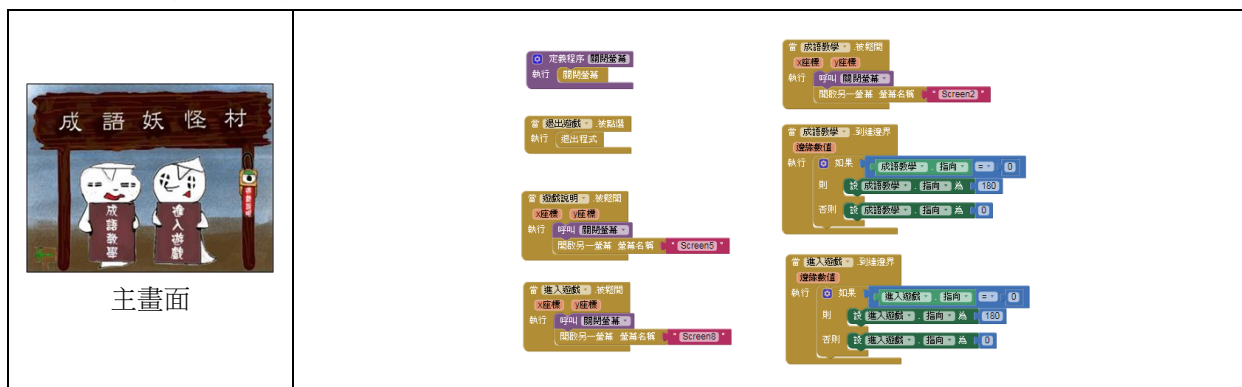 成語妖怪村
成語教學
進入遊戲
遊戲說明
主畫面
定義程序 關閉螢幕
執行 關閉螢幕
當 退出遊戲 .被點選
執行 退出程式
當 遊戲說明 .被鬆開
x座標 y座標
執行 呼叫 關閉螢幕
開啟另一螢幕 螢幕名稱 "Screen5"
當 進入遊戲 .被鬆開
x座標 y座標
執行 呼叫 關閉螢幕
開啟另一螢幕 螢幕名稱 "Screen8"
當 成語教學 .被鬆開
x座標 y座標
執行 呼叫 關閉螢幕
開啟另一螢幕 螢幕名稱 "Screen2"
當 成語教學 .到達邊界
邊緣數值
執行 如果 成語教學 . 指向 = 0
則 設 成語教學 . 指向 為 180
否則 設 成語教學 . 指向 為 0
當 進入遊戲 .到達邊界
邊緣數值
執行 如果 進入遊戲 . 指向 = 0
則 設 進入遊戲 . 指向 為 180
否則 設 進入遊戲 . 指向 為 0